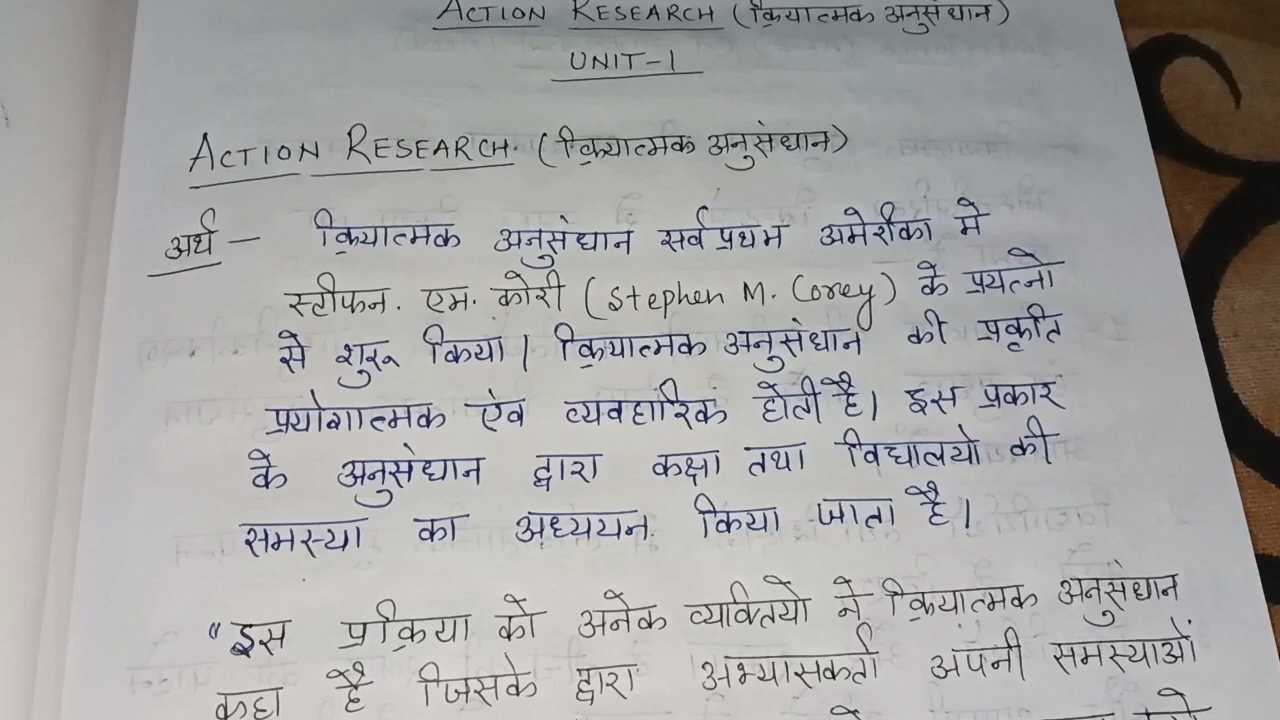 ACTION RESEARCH (क्रियात्मक अनुसंधान)
UNIT-1
ACTION RESEARCH. (क्रियात्मक अनुसंधान)
अर्थ - क्रियात्मक अनुसंधान सर्वप्रथम अमेरीका मे
स्टीफन. एम. कोरी (Stephen M. Corey) के प्रयत्नो
से शुरू किया। क्रियात्मक अनुसंधान की प्रकृति
प्रयोगात्मक ऐंव व्यवहारिक होती है। इस प्रकार
के अनुसंधान द्वारा कक्षा तथा विद्यालयो की
समस्या का अध्ययन. किया जाता है।
"इस प्रक्रिया को अनेक व्यक्तियो ने क्रियात्मक अनुसंधान
कहा है जिसके द्वारा अभ्यासकर्ता अपनी समस्याओं